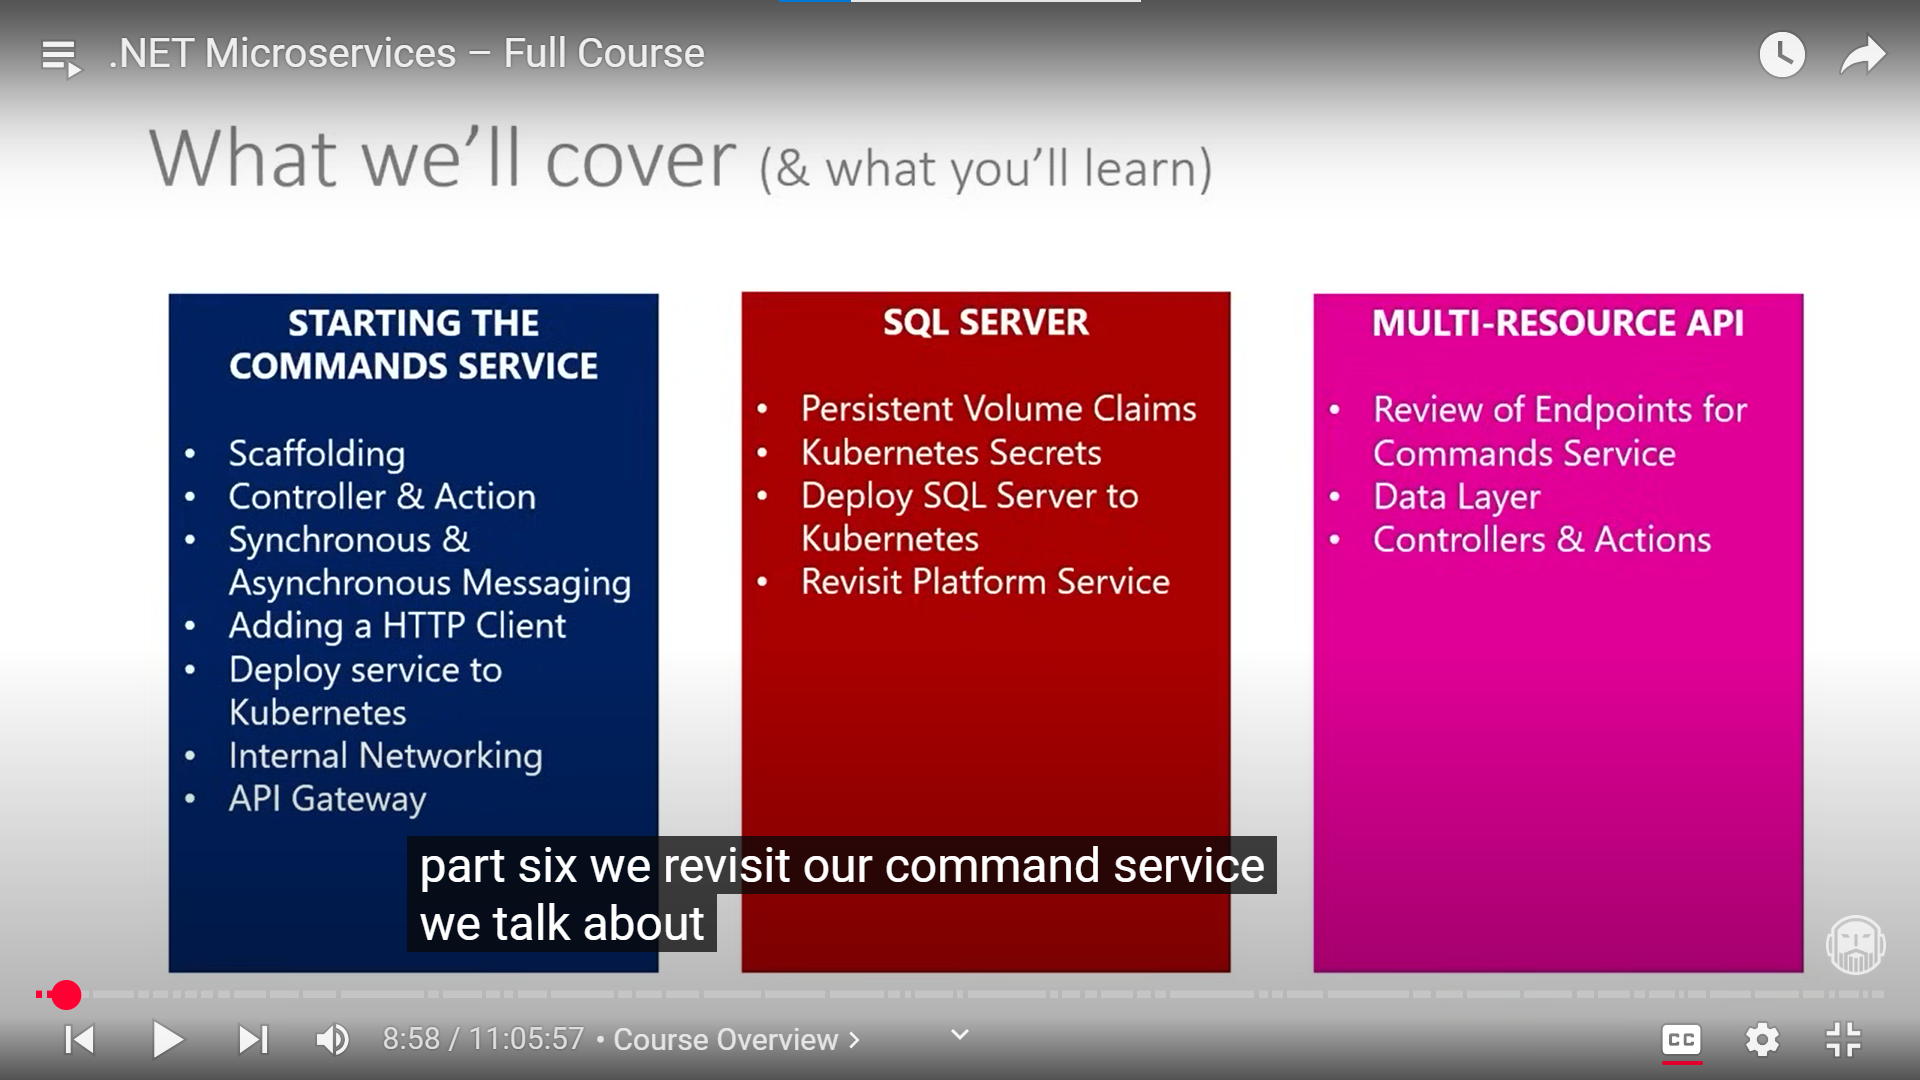 .NET Microservices – Full Course
What we'll cover (& what you'll learn)
STARTING THE
COMMANDS SERVICE
• Scaffolding
• Controller & Action
• Synchronous &
Asynchronous Messaging
• Adding a HTTP Client
• Deploy service to
Kubernetes
• Internal Networking
• API Gateway
SQL SERVER
• Persistent Volume Claims
• Kubernetes Secrets
• Deploy SQL Server to
Kubernetes
• Revisit Platform Service
MULTI-RESOURCE API
• Review of Endpoints for
Commands Service
• Data Layer
• Controllers & Actions
part six we revisit our command service
we talk about
8:58 / 11:05:57 • Course Overview >
CC